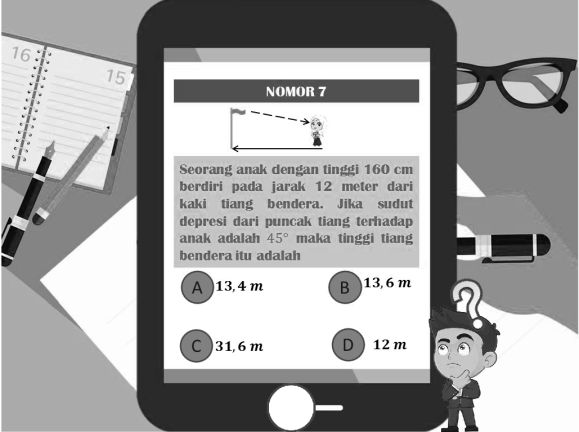 16
15
NOMOR 7
Seorang anak dengan tinggi 160 cm
berdiri pada jarak 12 meter dari
kaki tiang bendera. Jika sudut
depresi dari puncak tiang terhadap
anak adalah 45° maka tinggi tiang
bendera itu adalah
A 13,4 m
B 13,6 m
C 31,6 m
D 12 m
?